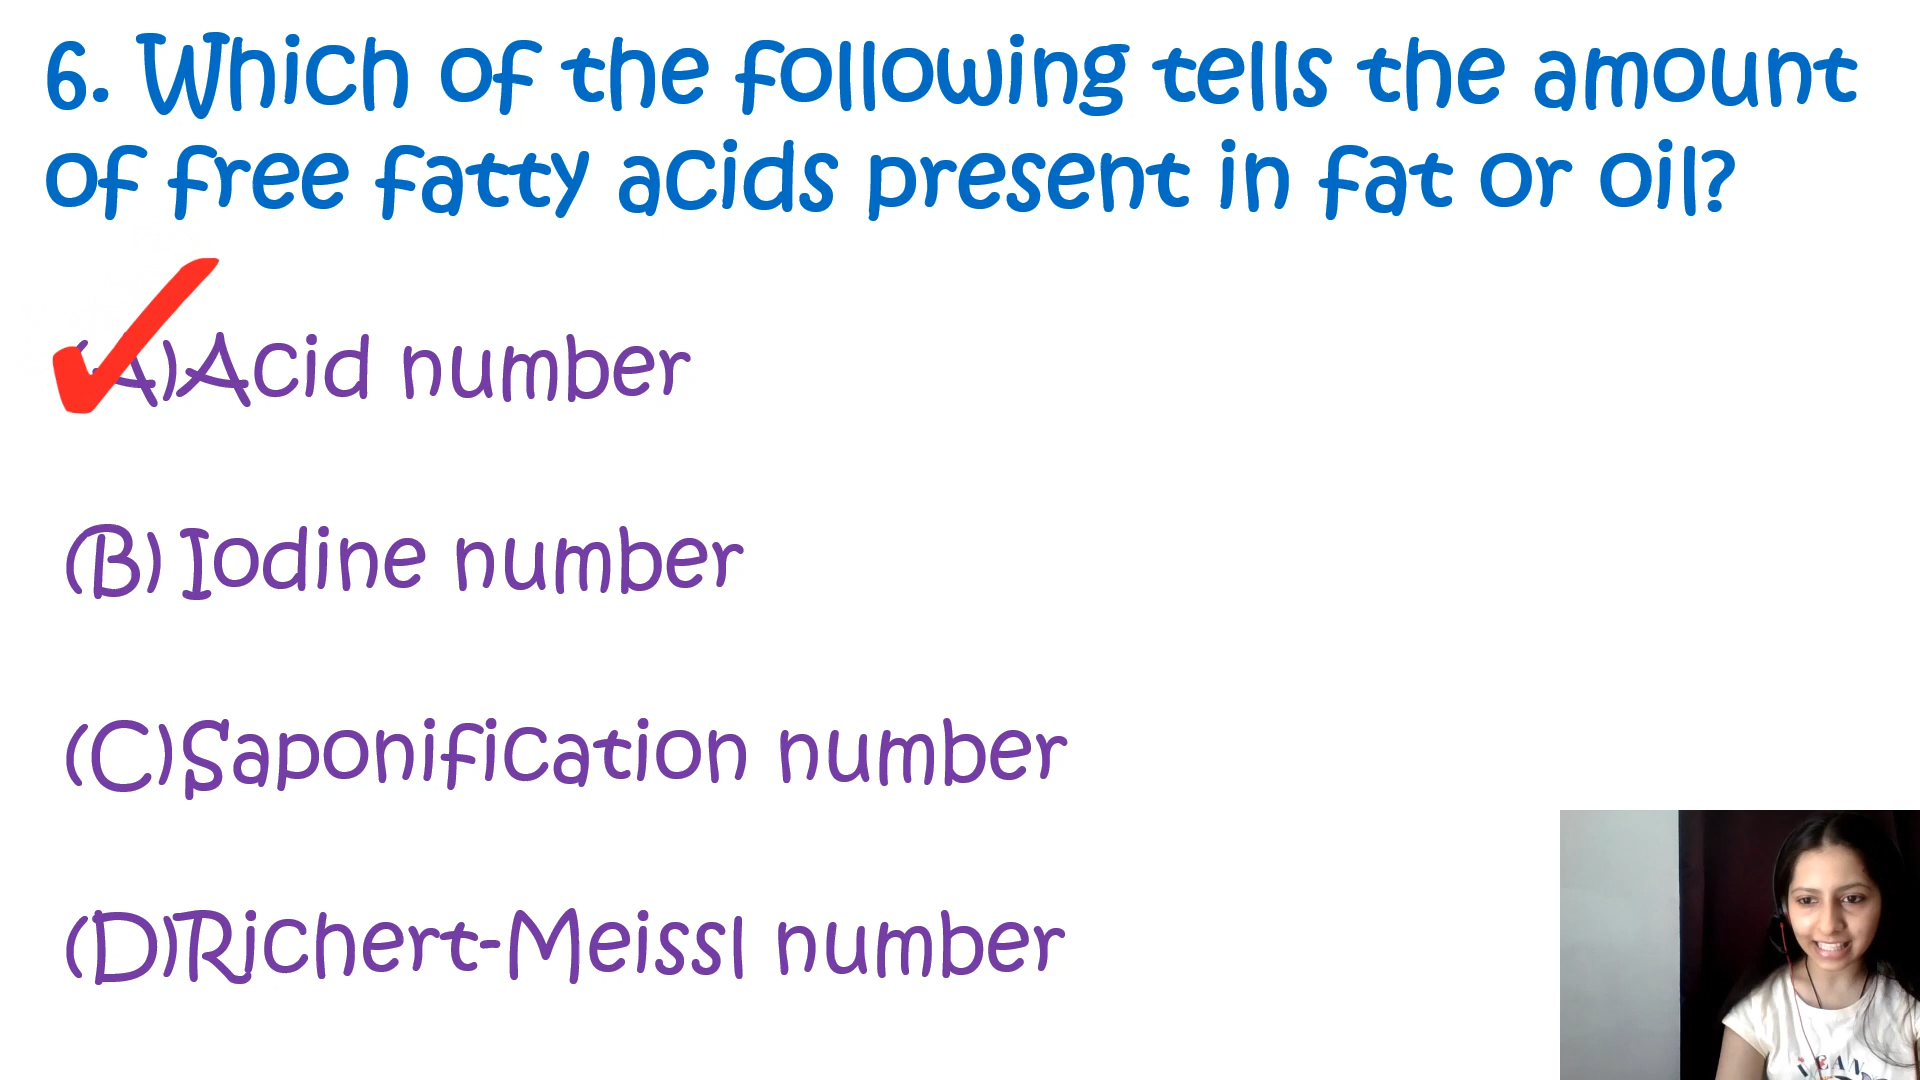 6. Which of the following tells the amount
of free fatty acids present in fat or oil?
(A)Acid number
(B) Iodine number
(C)Saponification number
(D)Richert-Meissl number
I CAN